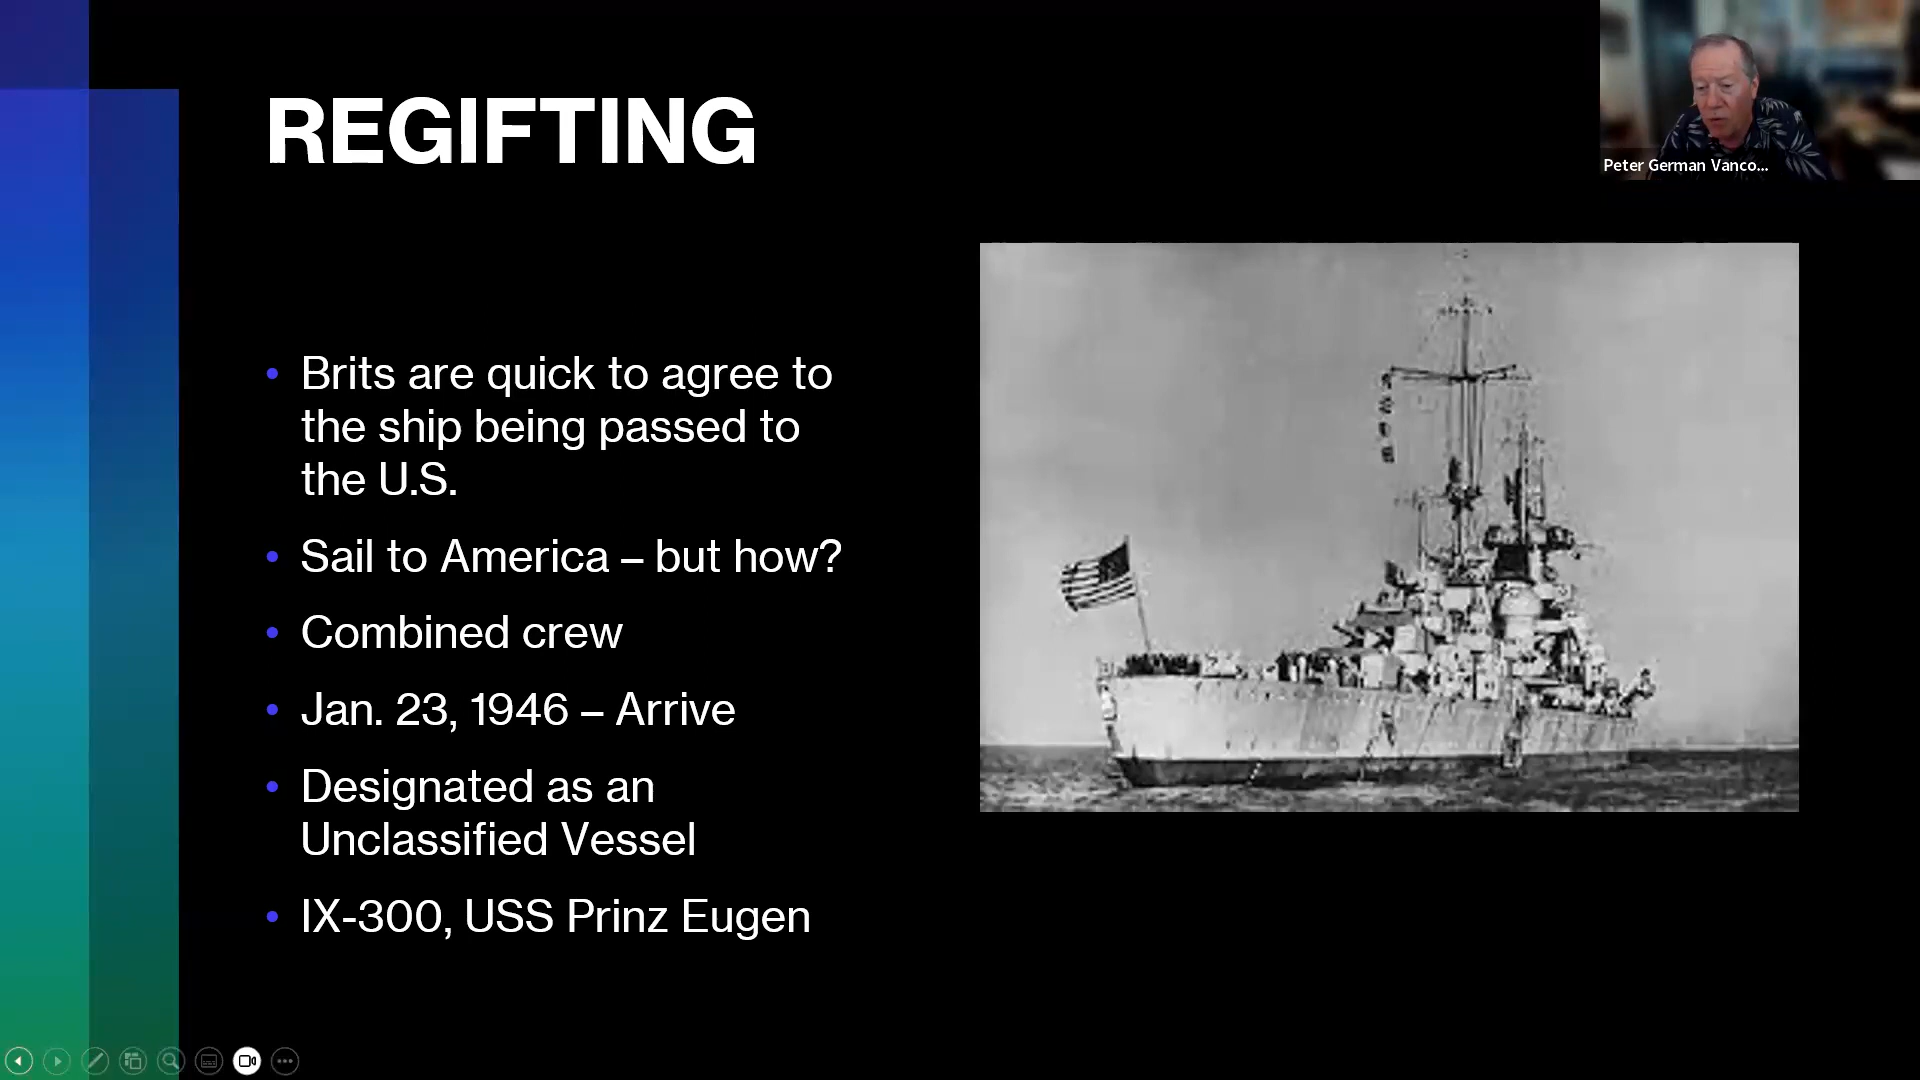 REGIFTING
Peter German Vanco...
• Brits are quick to agree to
the ship being passed to
the U.S.
• Sail to America – but how?
• Combined crew
• Jan. 23, 1946 – Arrive
• Designated as an
Unclassified Vessel
• IX-300, USS Prinz Eugen